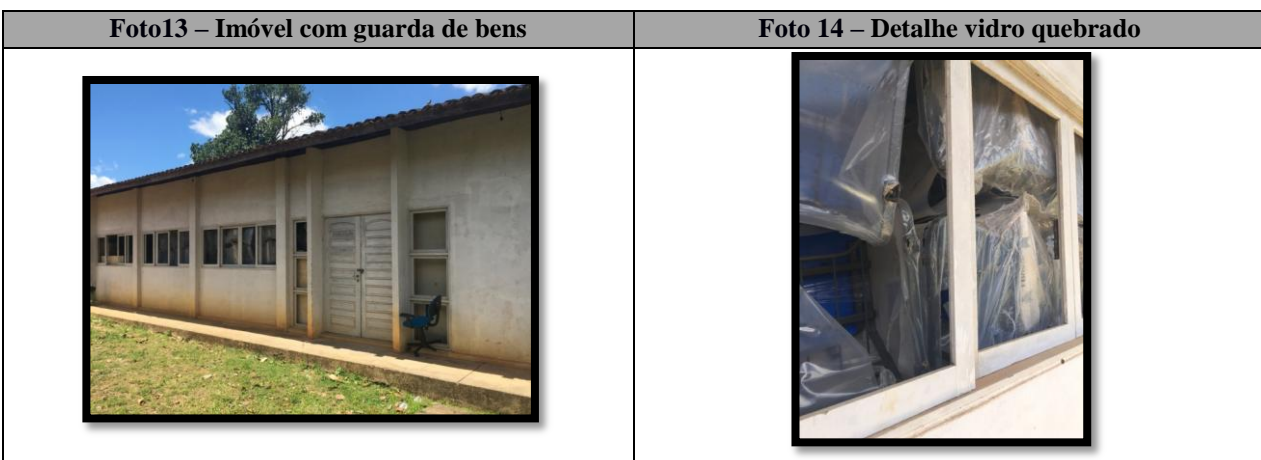 Foto13 – Imóvel com guarda de bens
Foto 14 – Detalhe vidro quebrado